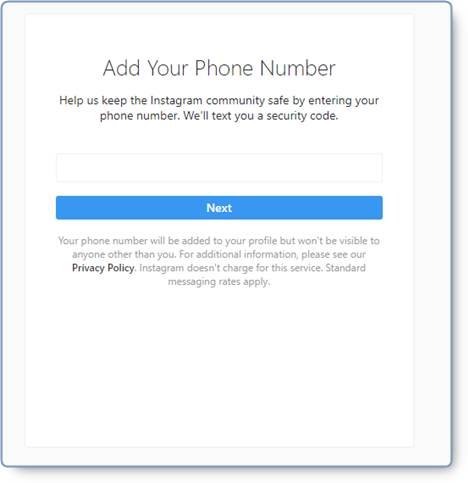 Add Your Phone Number
Help us keep the Instagram community safe by entering your
phone number. We'll text you a security code.
Next
Your phone number will be added to your profile but won't be visible to
anyone other than you. For additional information, please see our
Privacy Policy. Instagram doesn't charge for this service. Standard
messaging rates apply.